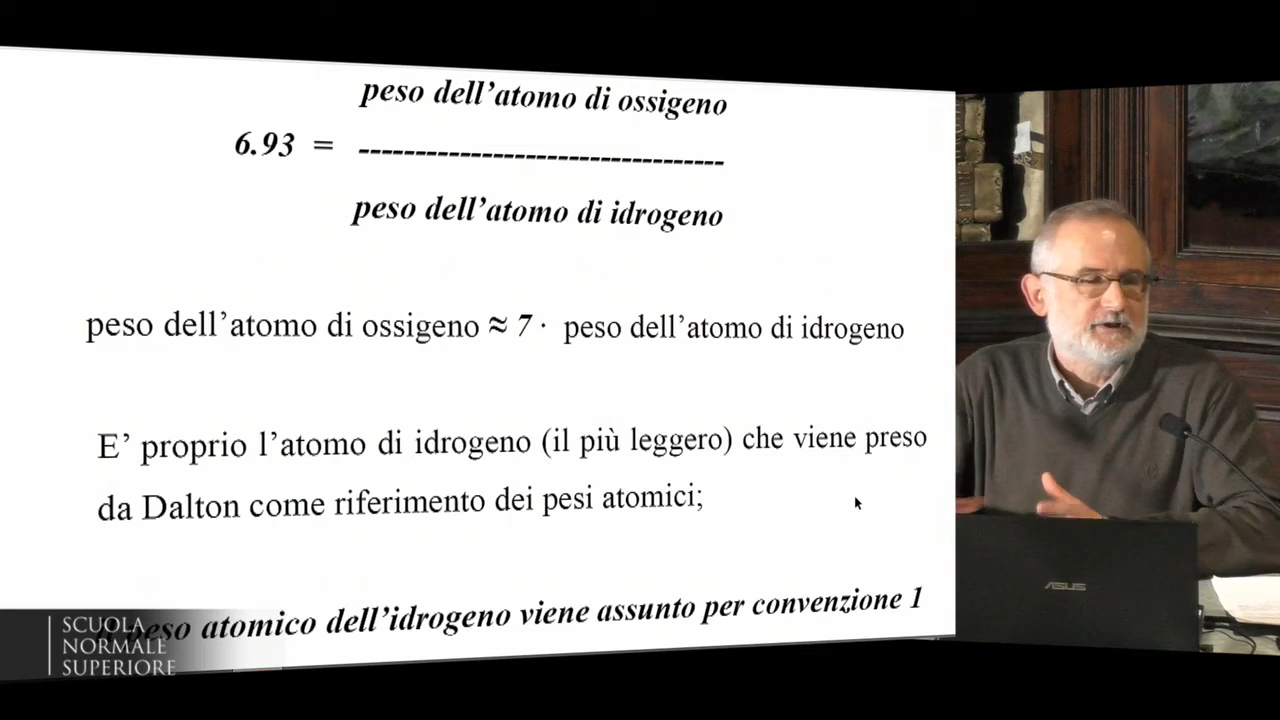 peso dell’atomo di ossigeno
6.93 = ------------------------------------
peso dell’atomo di idrogeno
peso dell’atomo di ossigeno ≈ 7 · peso dell’atomo di idrogeno
E’ proprio l’atomo di idrogeno (il più leggero) che viene preso
da Dalton come riferimento dei pesi atomici;
peso atomico dell’idrogeno viene assunto per convenzione 1
SCUOLA
NORMALE
SUPERIORE
ASUS